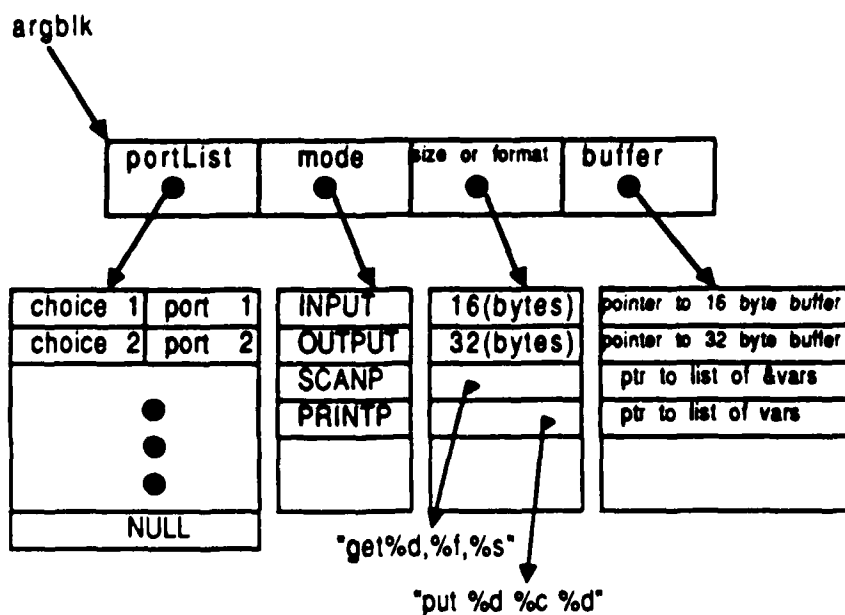 argblk
portList mode size or format buffer
choice 1 port 1 INPUT 16(bytes) pointer to 16 byte buffer
choice 2 port 2 OUTPUT 32(bytes) pointer to 32 byte buffer
SCANP ptr to list of &vars
PRINTP ptr to list of vars
NULL
"get%d,%f,%s"
"put %d %c %d"